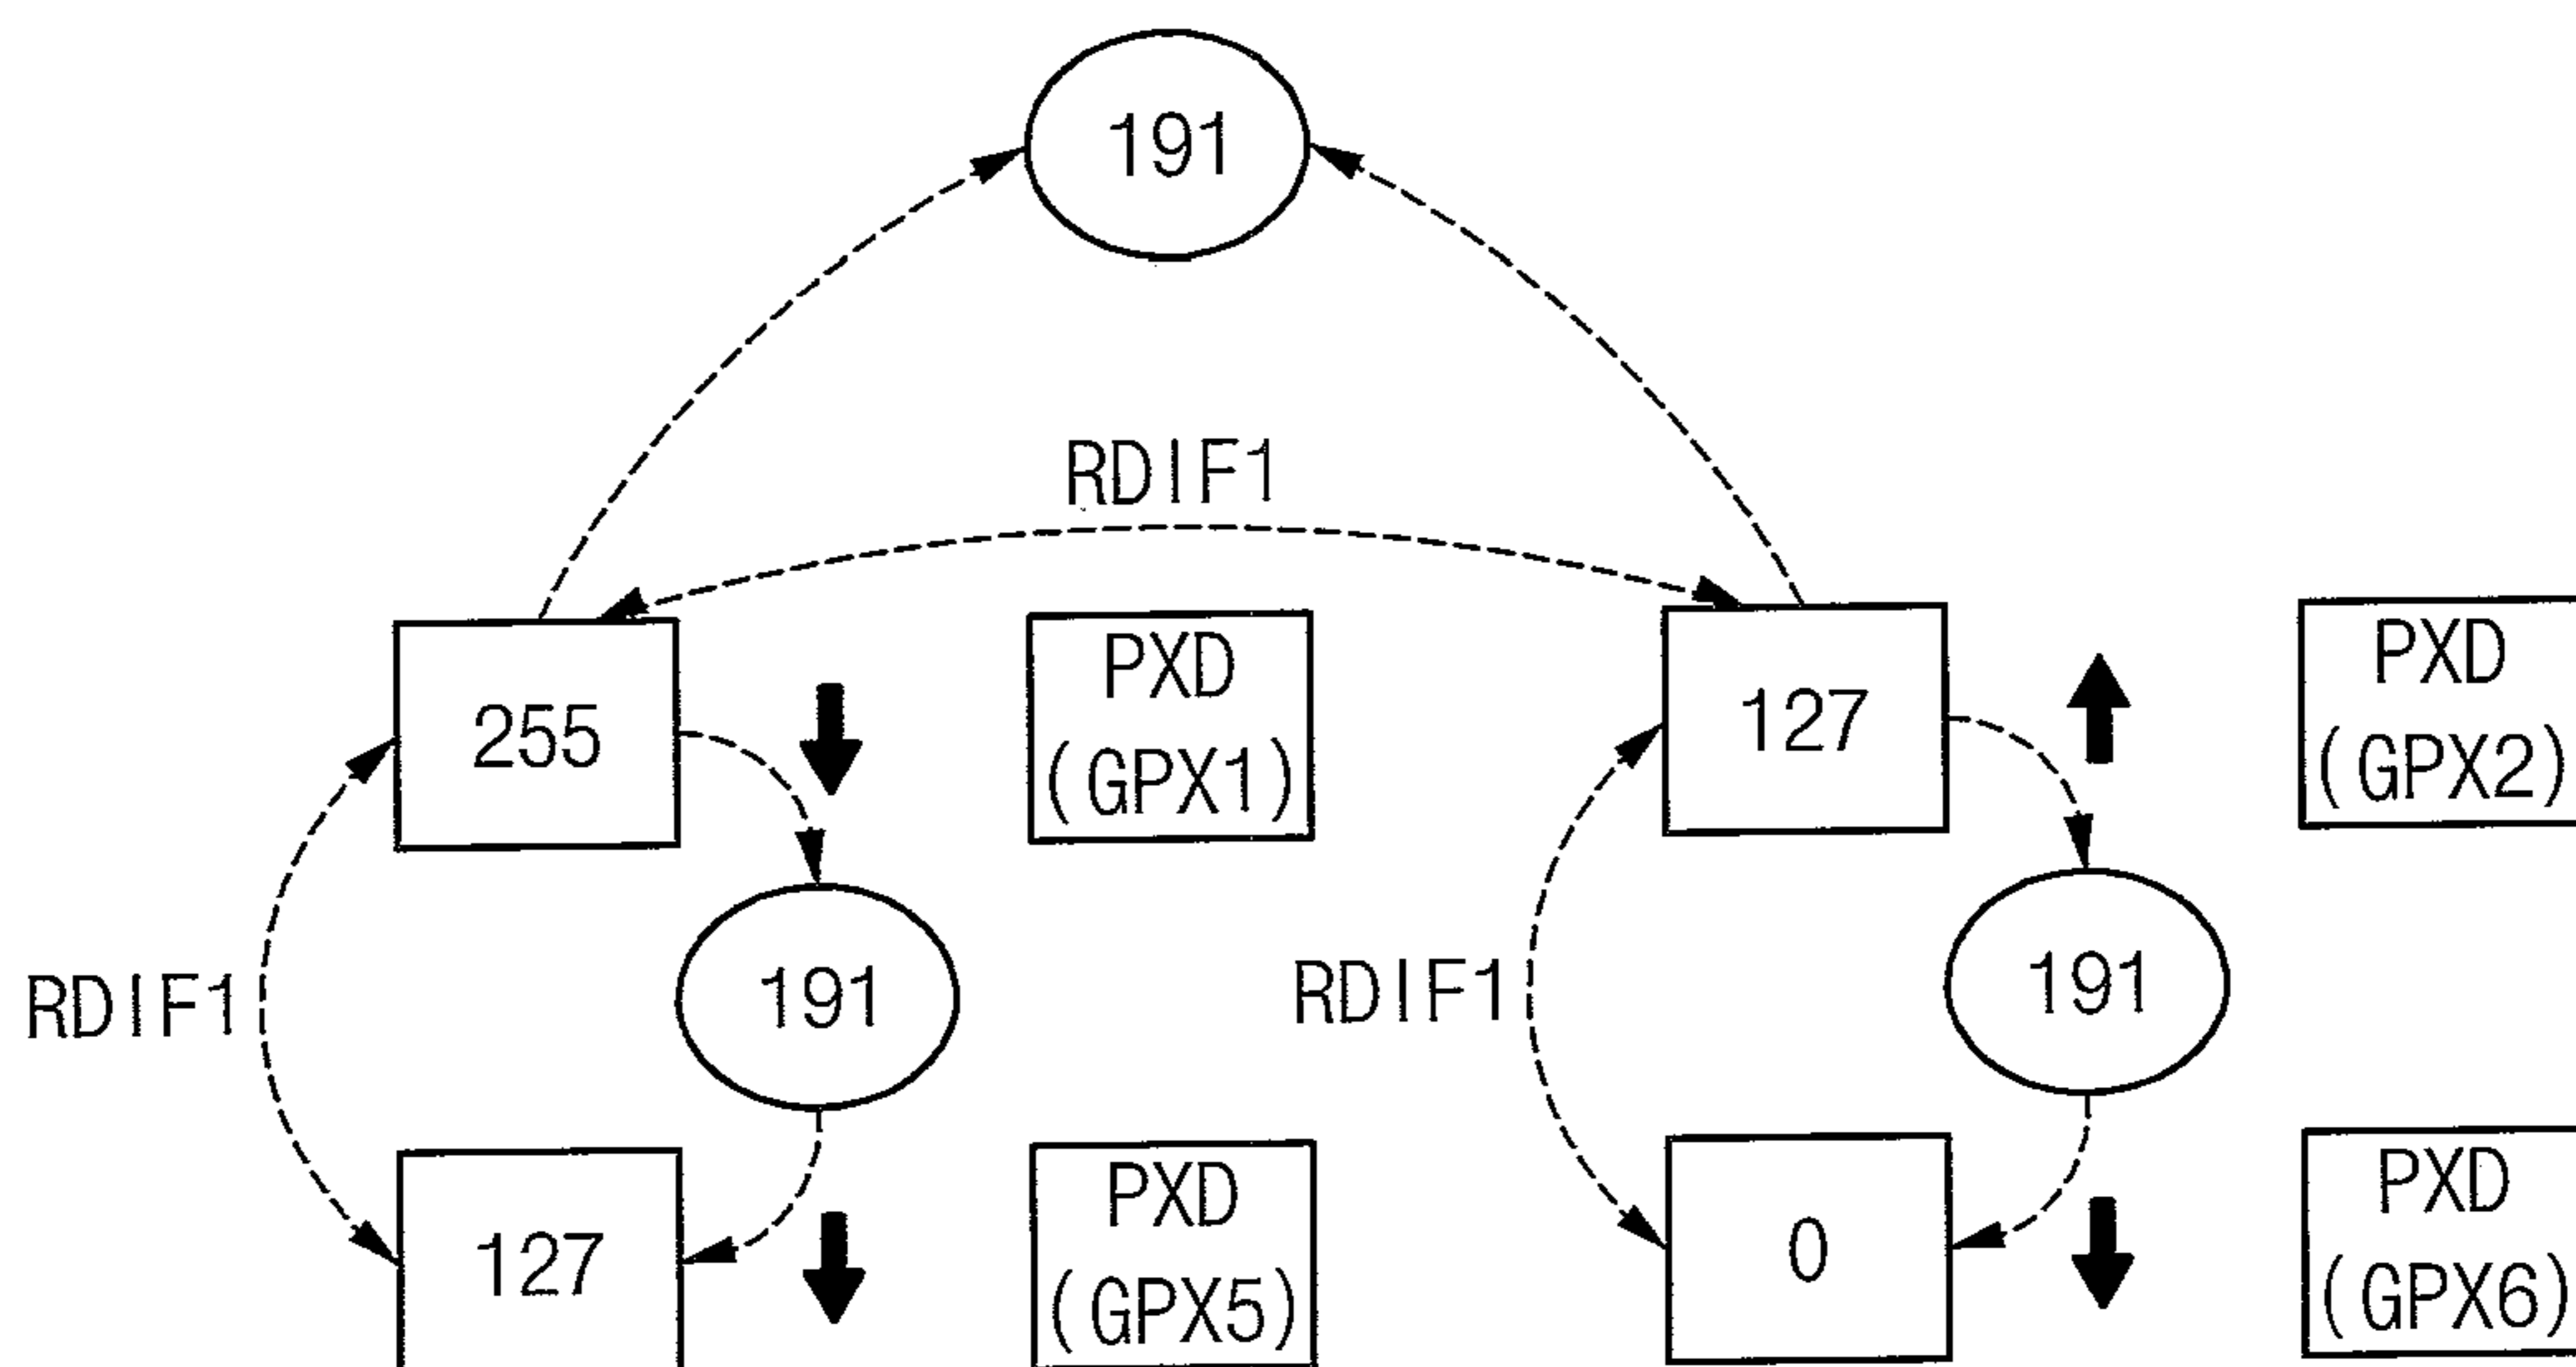 191
RDIF1
255
PXD
(GPX1)
127
PXD
(GPX2)
RDIF1
191
RDIF1
191
127
PXD
(GPX5)
0
PXD
(GPX6)